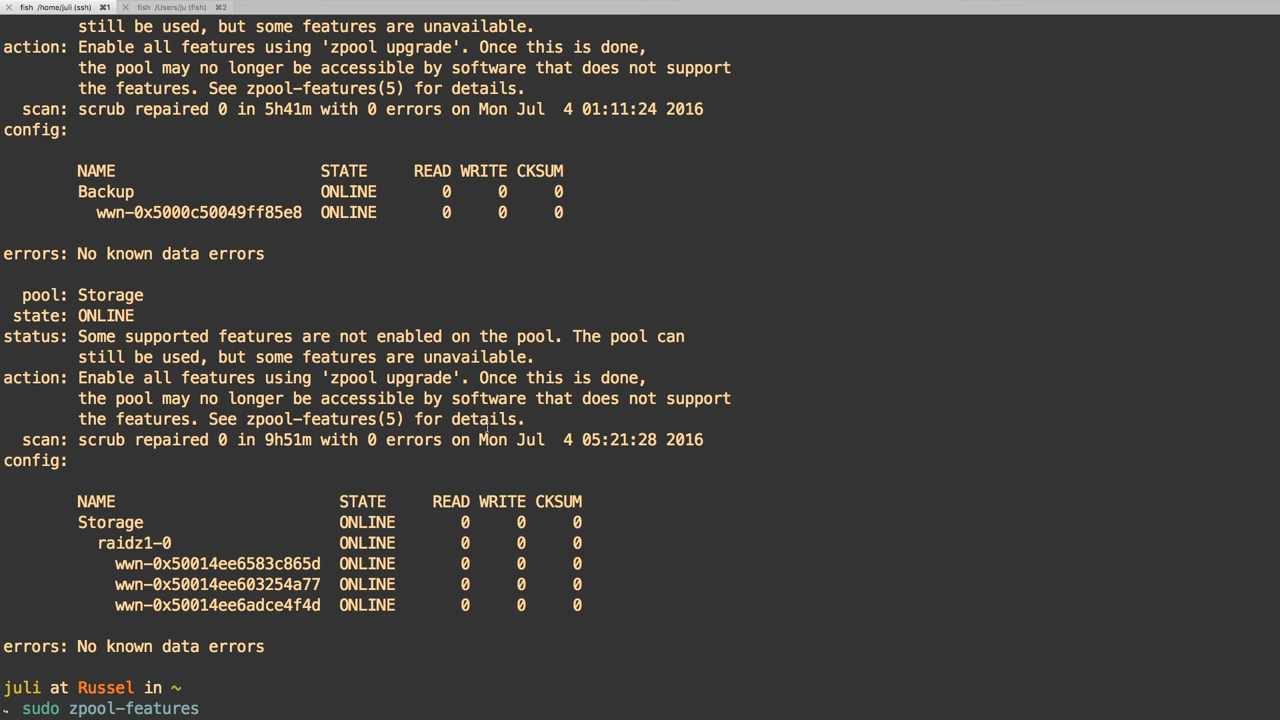 fish /home/juli (ssh) ⌘1 fish /Users/ju (fish) ⌘2
still be used, but some features are unavailable.
action: Enable all features using 'zpool upgrade'. Once this is done,
the pool may no longer be accessible by software that does not support
the features. See zpool-features(5) for details.
scan: scrub repaired 0 in 5h41m with 0 errors on Mon Jul  4 01:11:24 2016
config:
NAME STATE READ WRITE CKSUM
Backup ONLINE 0 0 0
wwn-0x5000c50049ff85e8 ONLINE 0 0 0
errors: No known data errors
pool: Storage
state: ONLINE
status: Some supported features are not enabled on the pool. The pool can
still be used, but some features are unavailable.
action: Enable all features using 'zpool upgrade'. Once this is done,
the pool may no longer be accessible by software that does not support
the features. See zpool-features(5) for details.
scan: scrub repaired 0 in 9h51m with 0 errors on Mon Jul  4 05:21:28 2016
config:
NAME STATE READ WRITE CKSUM
Storage ONLINE 0 0 0
raidz1-0 ONLINE 0 0 0
wwn-0x50014ee6583c865d ONLINE 0 0 0
wwn-0x50014ee603254a77 ONLINE 0 0 0
wwn-0x50014ee6adce4f4d ONLINE 0 0 0
errors: No known data errors
juli at Russel in ~
sudo zpool-features